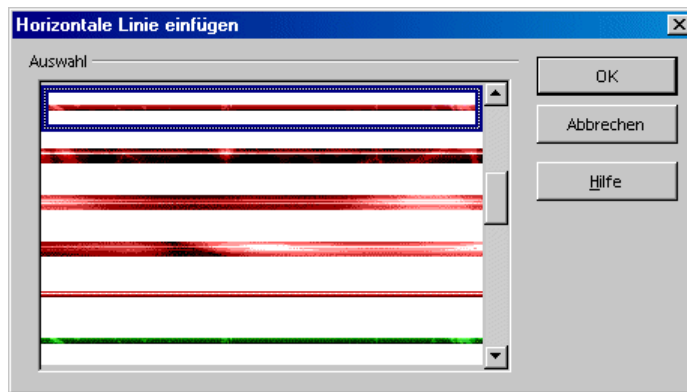 Horizontale Linie einfügen
Auswahl
OK
Abbrechen
Hilfe